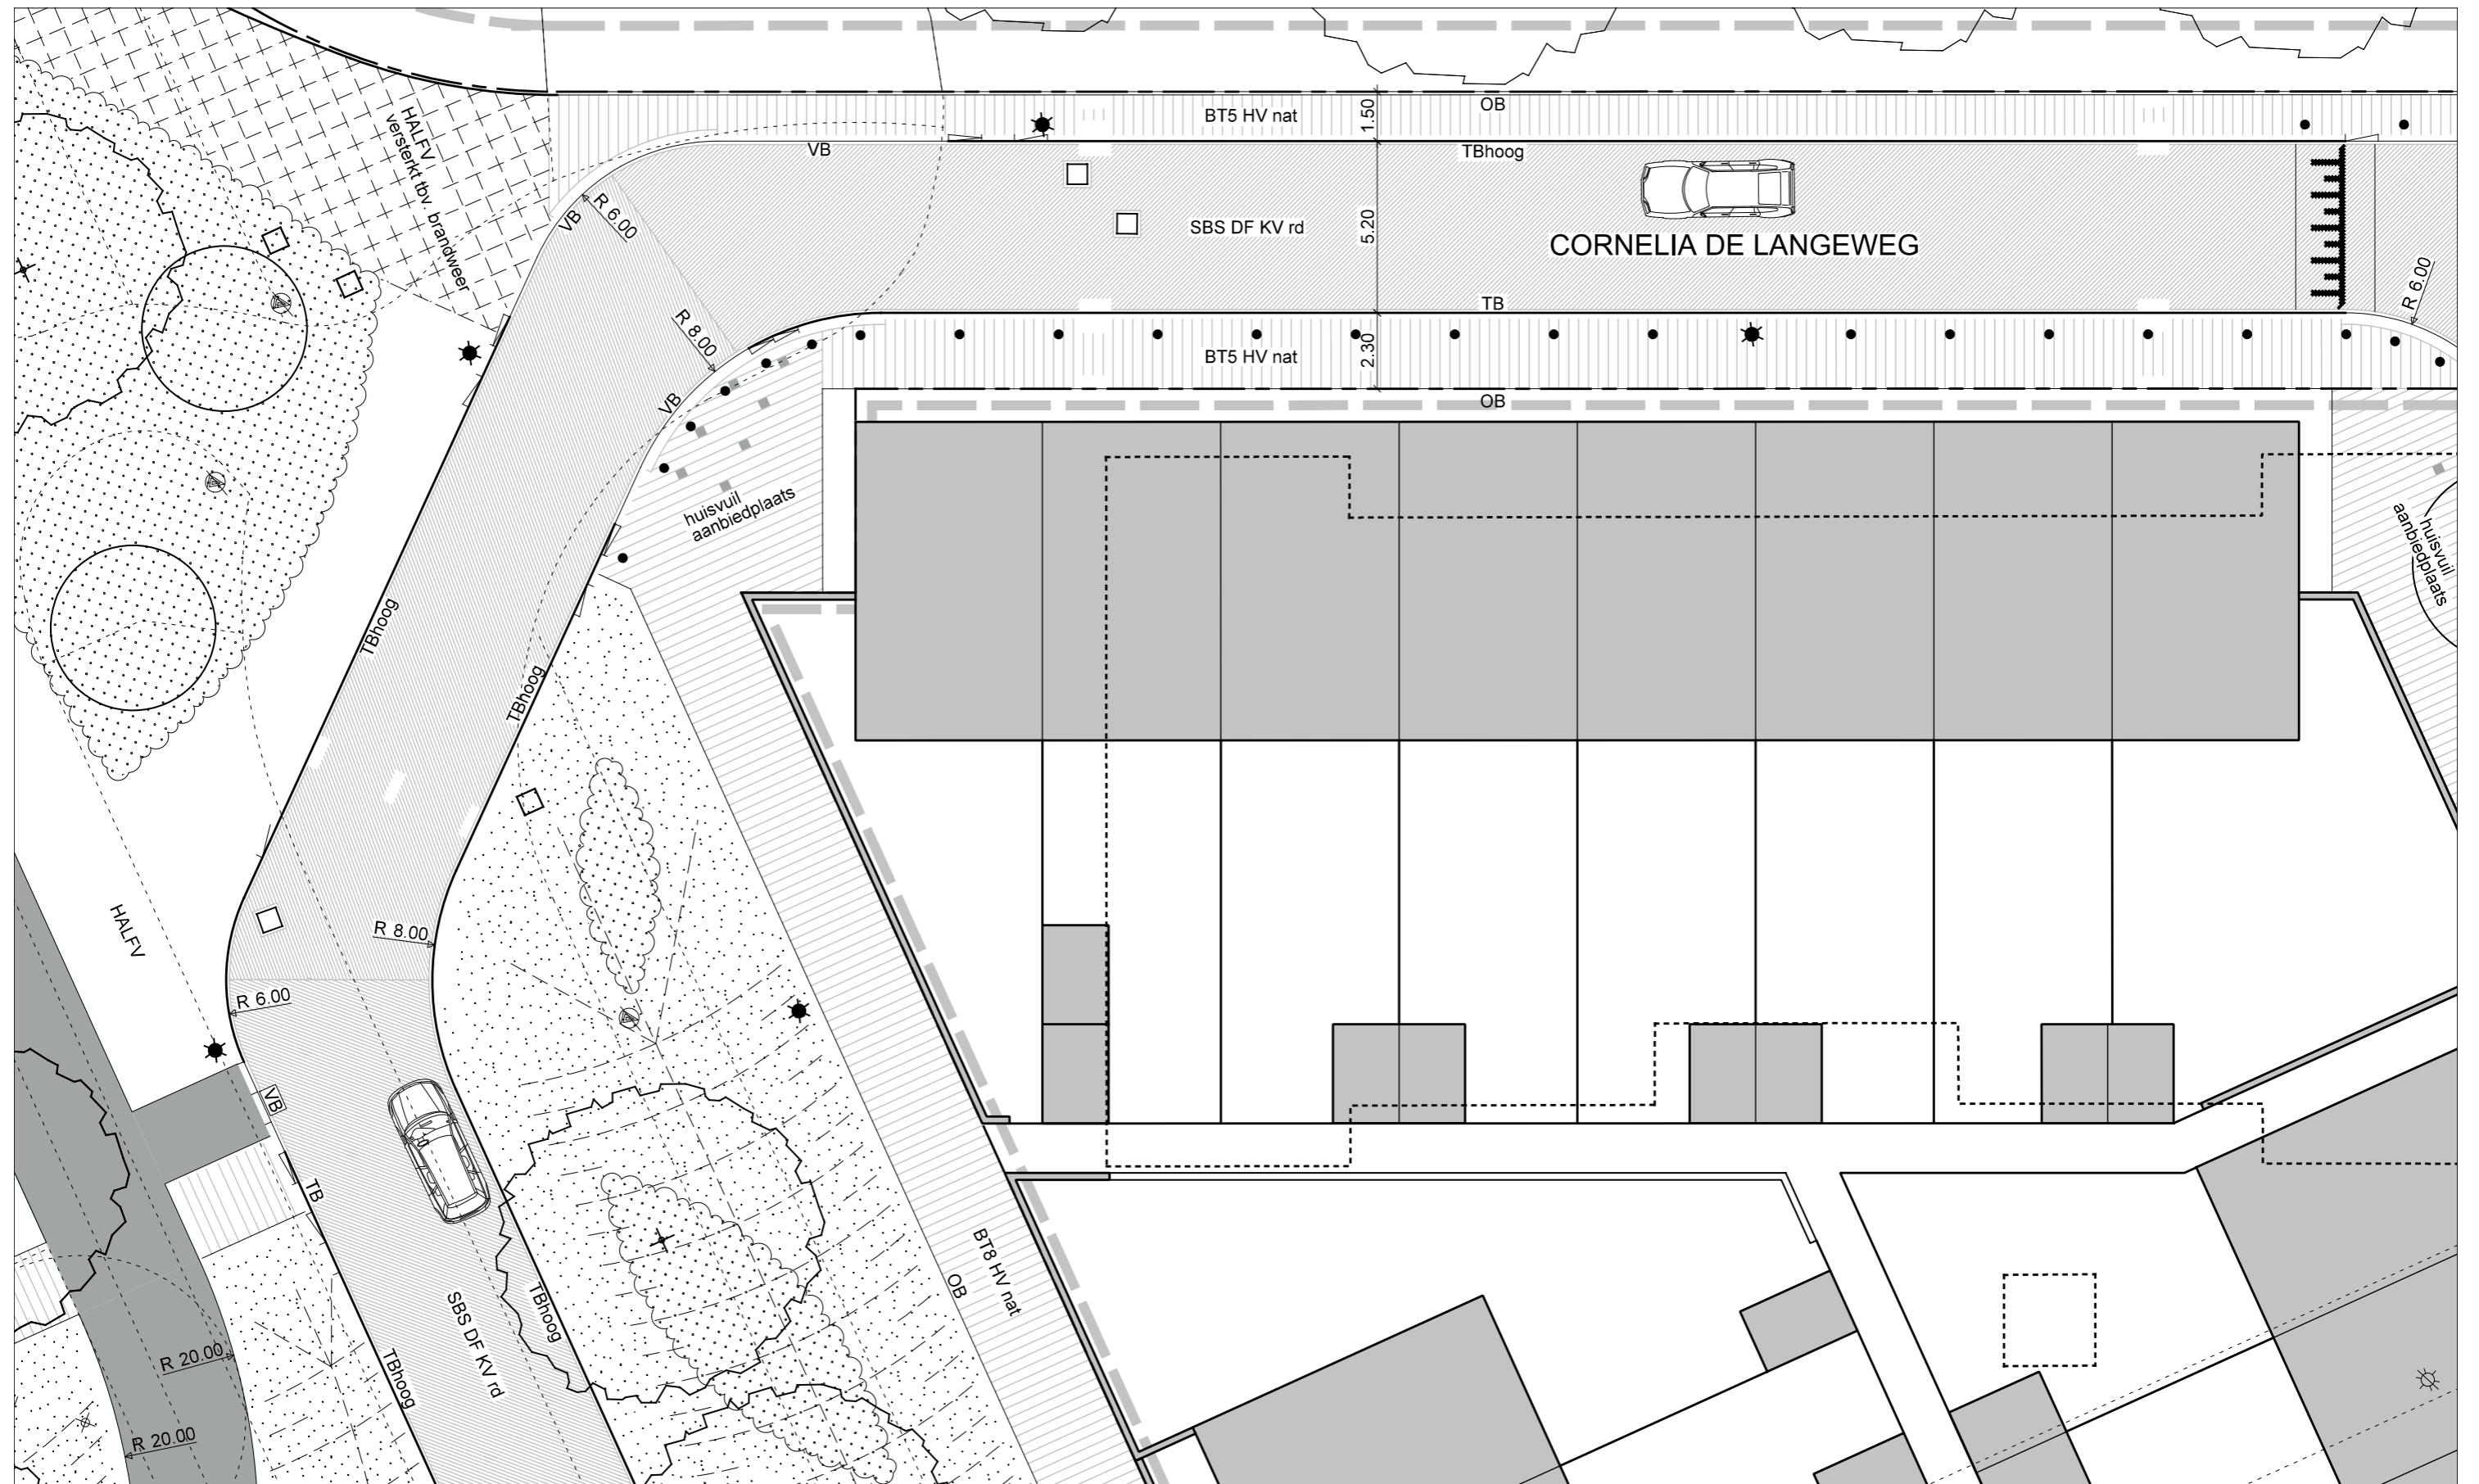 OB
BT5 HV nat
1.50
HALFV
versterkt tbv. brandweer
VB
TBhoog
VB
R 6.00
SBS DF KV rd
5.20
CORNELIA DE LANGEWEG
R 6.00
TB
R 8.00
BT5 HV nat
2.30
VB
OB
huisvuil
aanbiedplaats
huisvuil
aanbiedplaats
TBhoog
TBhoog
HALFV
R 8.00
R 6.00
VB
TB
BT8 HV nat
OB
SBS DF KV rd
TBhoog
R 20.00
TBhoog
R 20.00